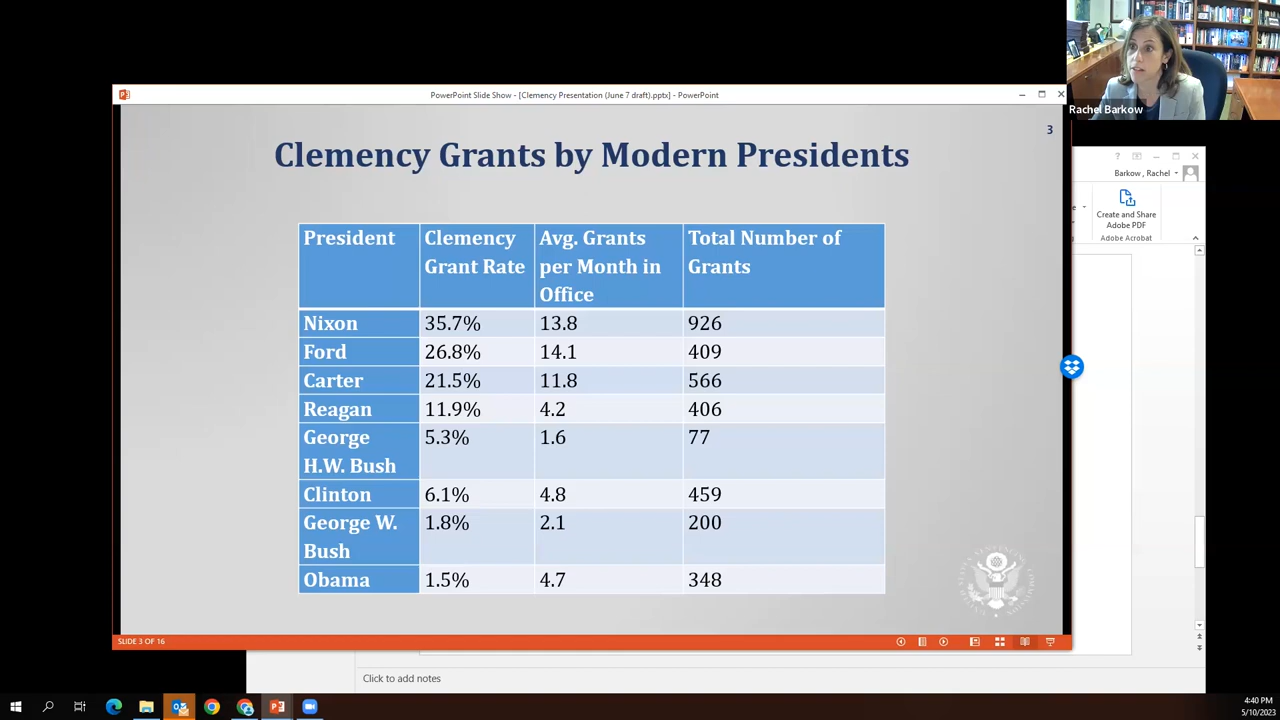 PowerPoint Slide Show - [Clemency Presentation (June 7 draft).pptx] - PowerPoint
Rachel Barkow
3
Clemency Grants by Modern Presidents
President Clemency Grant Rate Avg. Grants per Month in Office Total Number of Grants
Nixon 35.7% 13.8 926
Ford 26.8% 14.1 409
Carter 21.5% 11.8 566
Reagan 11.9% 4.2 406
George H.W. Bush 5.3% 1.6 77
Clinton 6.1% 4.8 459
George W. Bush 1.8% 2.1 200
Obama 1.5% 4.7 348
SLIDE 3 OF 16
Barkow , Rachel
Create and Share
Adobe PDF
Adobe Acrobat
Click to add notes
4:40 PM
5/10/2023